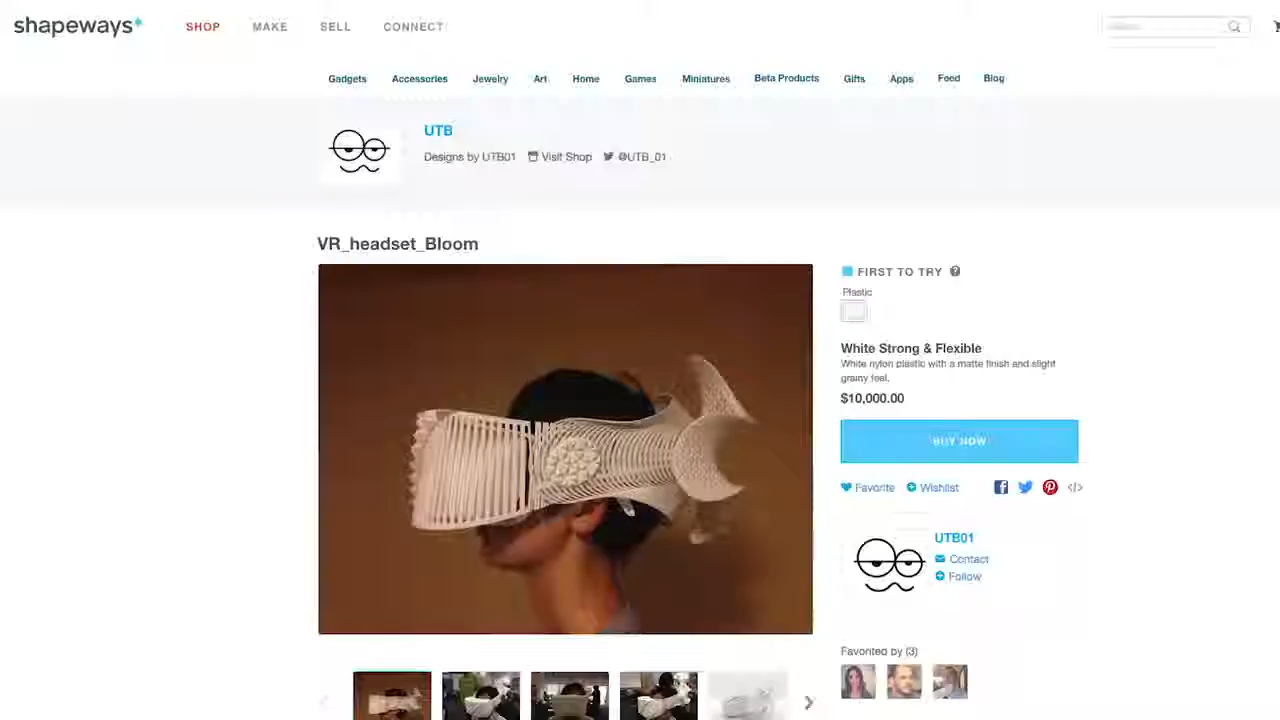 shapeways*
SHOP MAKE SELL CONNECT
Gadgets Accessories Jewelry Art Home Games Miniatures Beta Products Gifts Apps Feed Blog
UTB
Designs by UTB01 Visit Shop @UTB_01
VR_headset_Bloom
FIRST TO TRY ?
Plastic
White Strong & Flexible
White nylon plastic with a matte finish and slight
grainy feel.
$10,000.00
BUY NOW
Favorite Wishlist </>
UTB01
Contact
Follow
Favorited by (3)